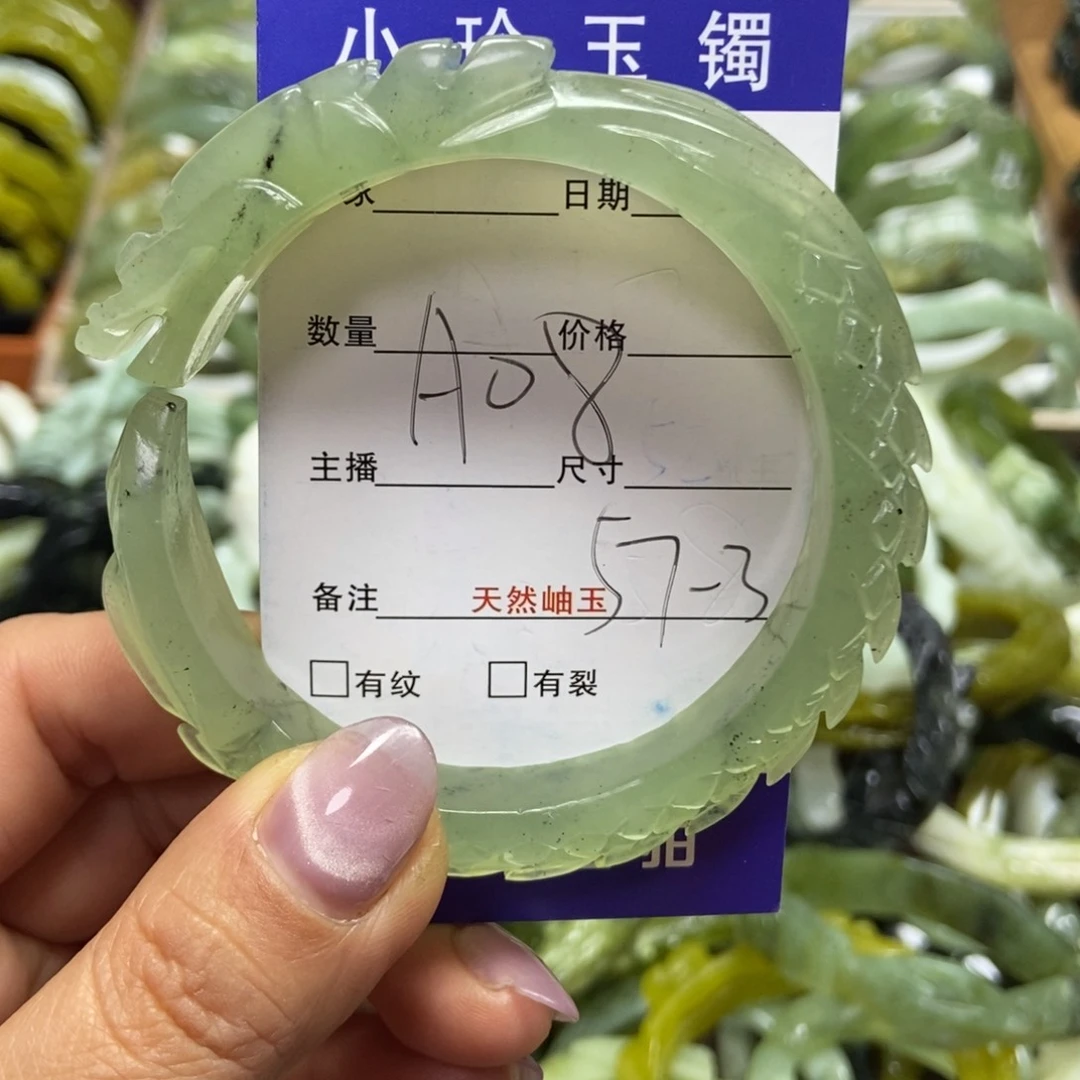 小珍玉镯
日期
数量 A08 价格
主播 尺寸
57-3
备注 天然岫玉
□有纹 □有裂